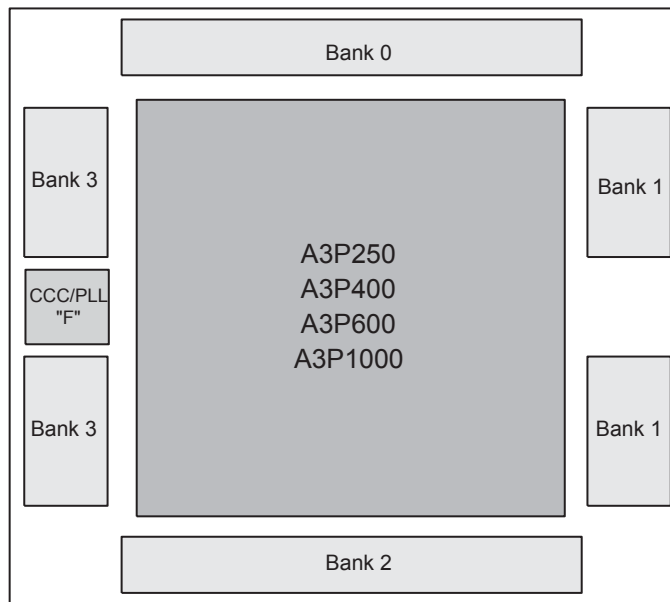 Bank 0
Bank 3
Bank 1
A3P250
A3P400
A3P600
A3P1000
CCC/PLL
"F"
Bank 3
Bank 1
Bank 2